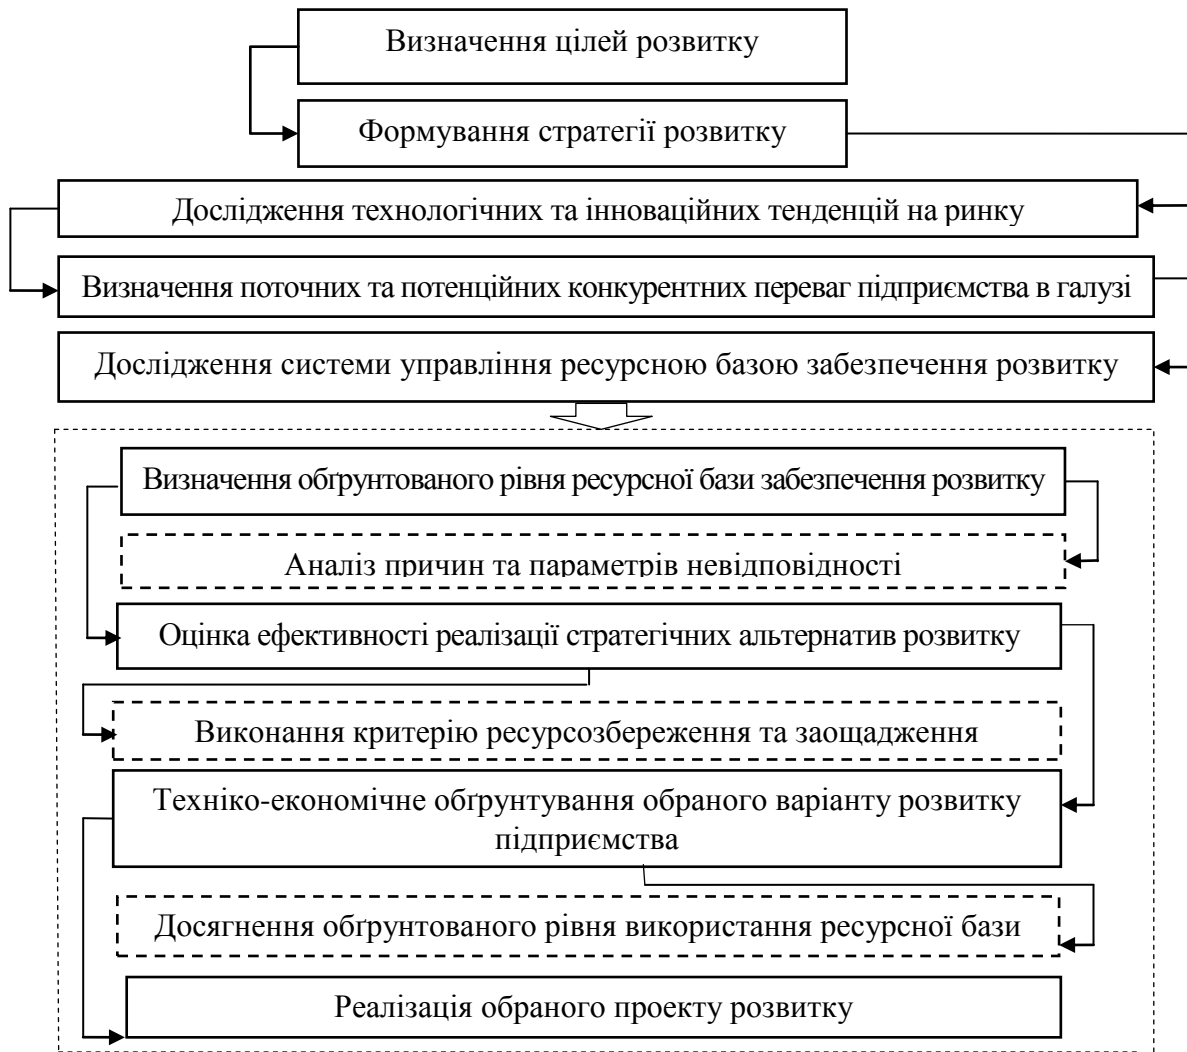 Визначення цілей розвитку
Формування стратегії розвитку
Дослідження технологічних та інноваційних тенденцій на ринку
Визначення поточних та потенційних конкурентних переваг підприємства в галузі
Дослідження системи управління ресурсною базою забезпечення розвитку
Визначення обґрунтованого рівня ресурсної бази забезпечення розвитку
Аналіз причин та параметрів невідповідності
Оцінка ефективності реалізації стратегічних альтернатив розвитку
Виконання критерію ресурсозбереження та заощадження
Техніко-економічне обґрунтування обраного варіанту розвитку
підприємства
Досягнення обґрунтованого рівня використання ресурсної бази
Реалізація обраного проекту розвитку